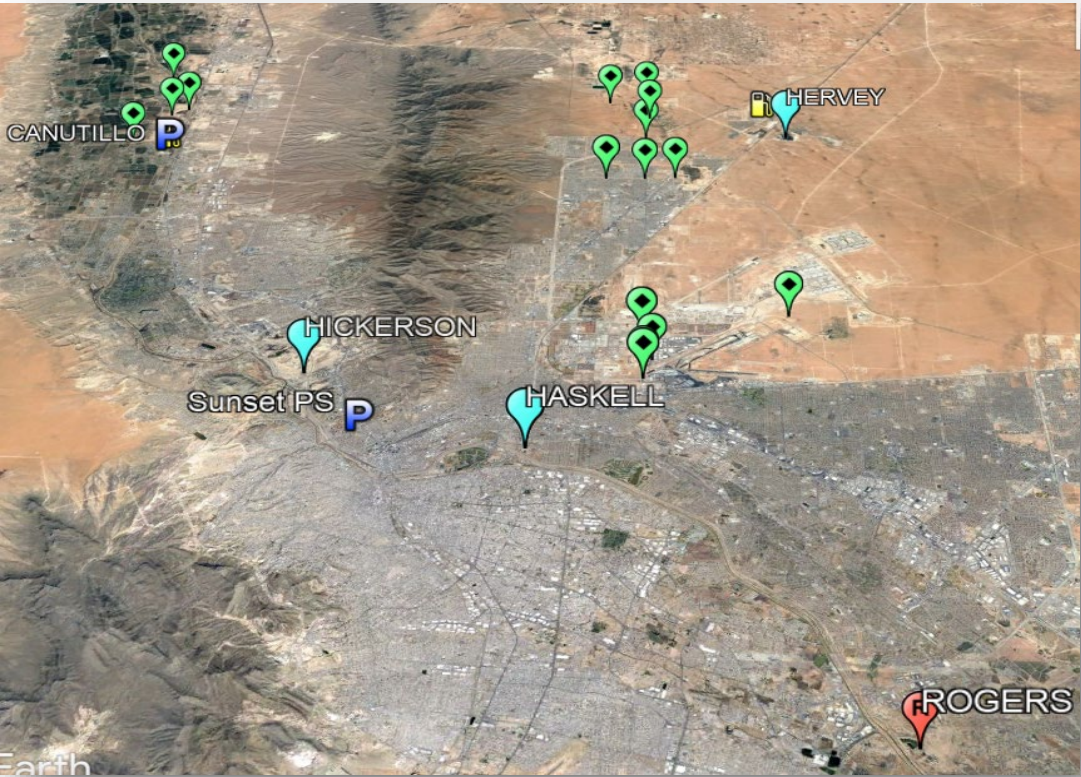 HERVEY
CANUTILLO P
HICKERSON
Sunset PS P
HASKELL
ROGERS
Earth